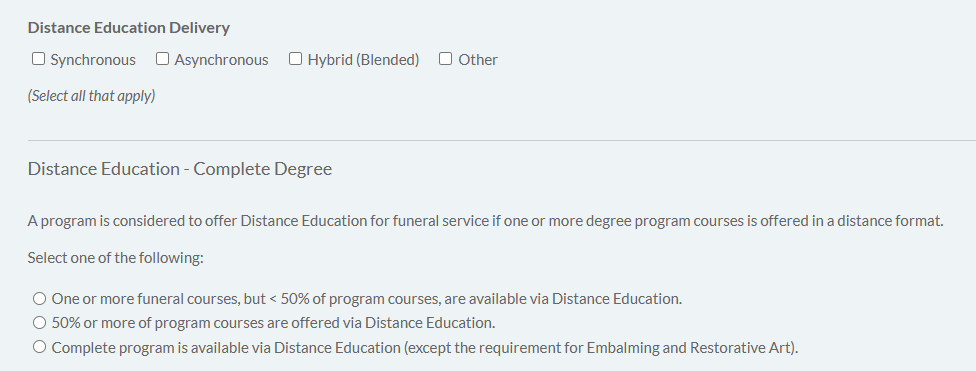 Distance Education Delivery
Synchronous Asynchronous Hybrid (Blended) Other
(Select all that apply)
Distance Education - Complete Degree
A program is considered to offer Distance Education for funeral service if one or more degree program courses is offered in a distance format.
Select one of the following:
One or more funeral courses, but < 50% of program courses, are available via Distance Education.
50% or more of program courses are offered via Distance Education.
Complete program is available via Distance Education (except the requirement for Embalming and Restorative Art).